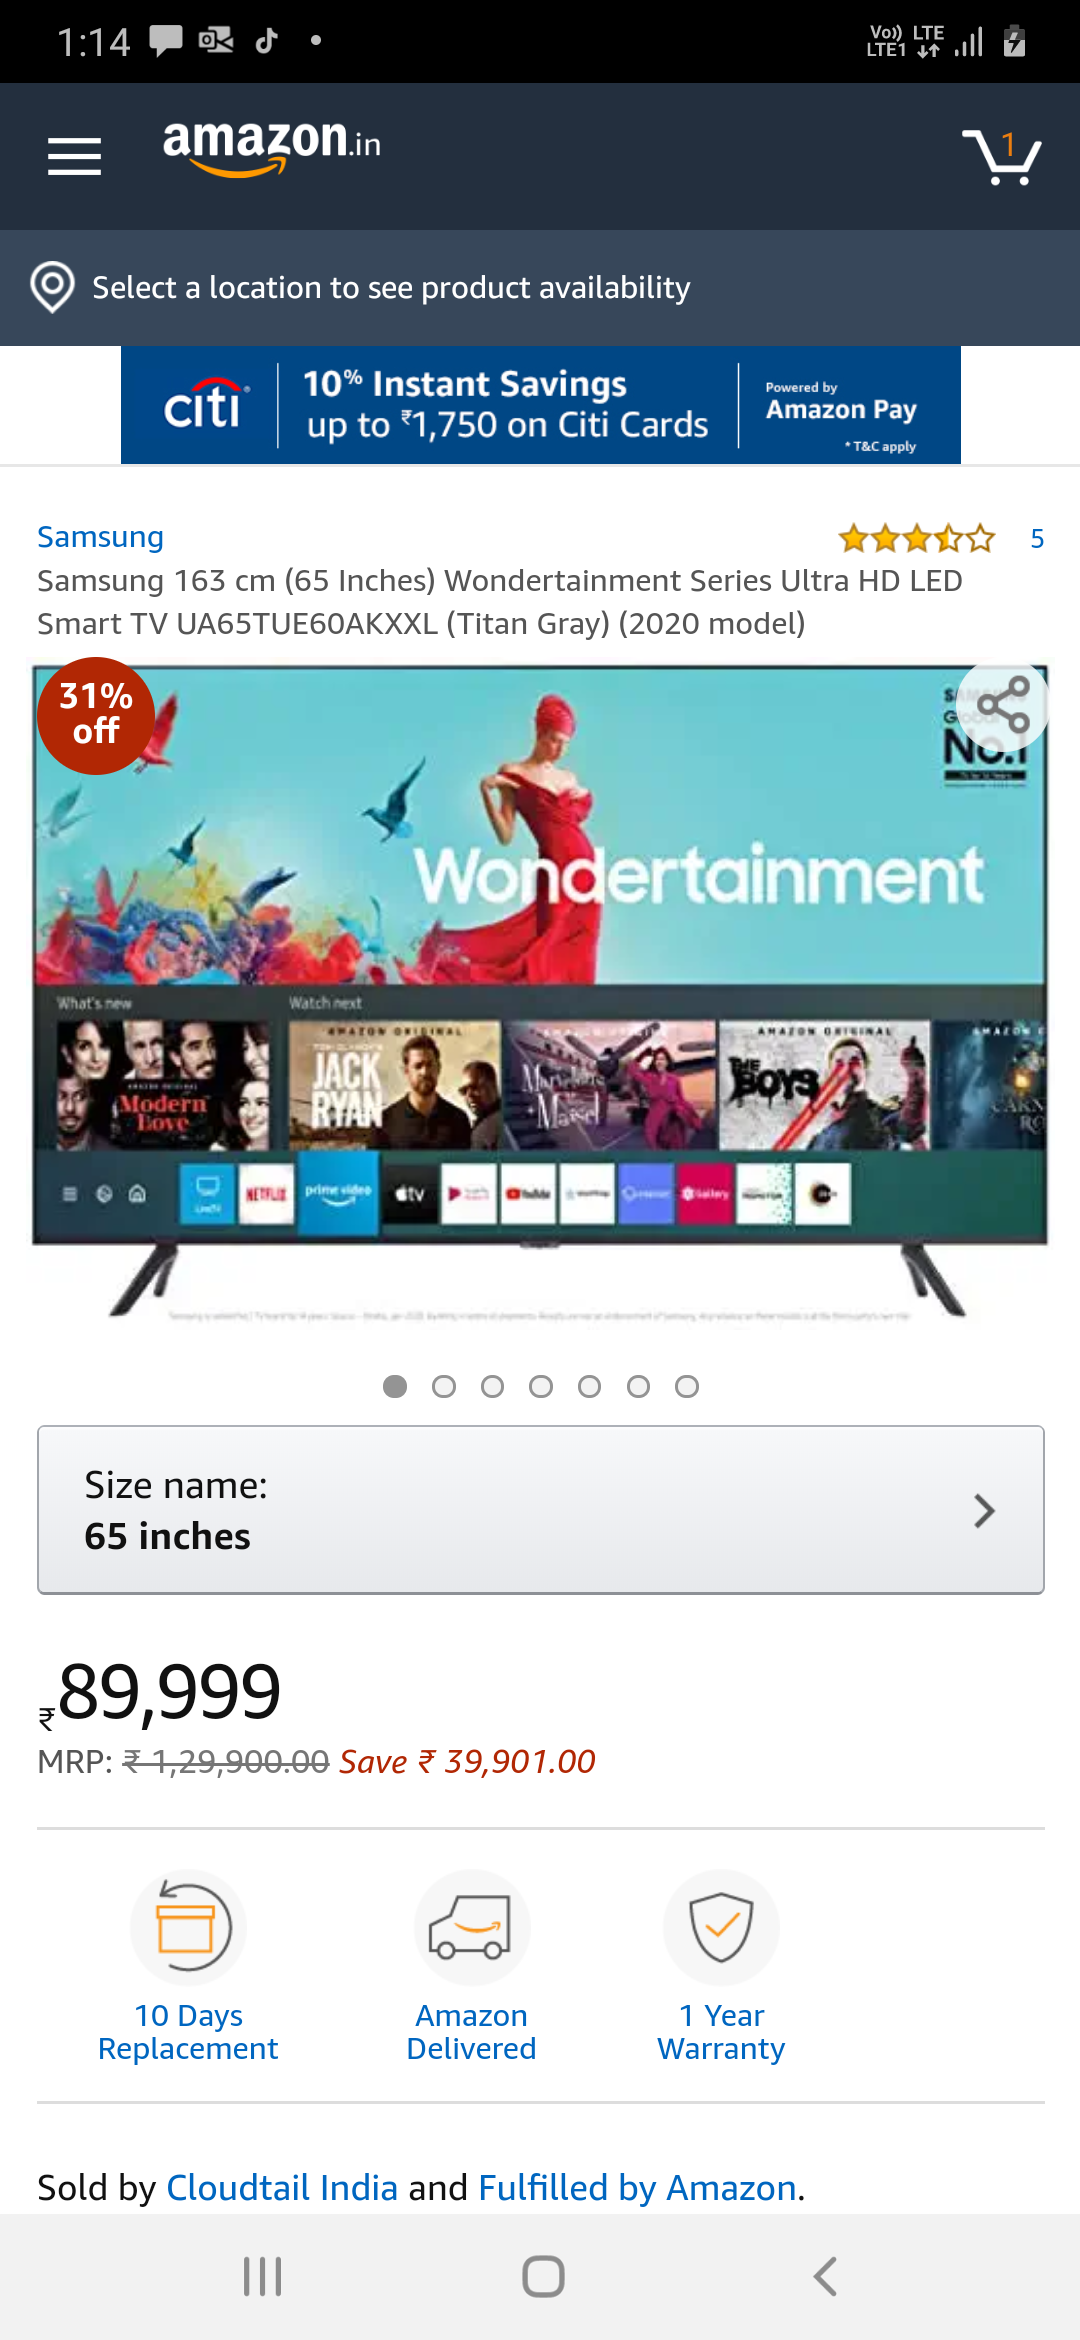 1:14
Vo)) LTE
LTE1
amazon.in
1
Select a location to see product availability
citi
10% Instant Savings
up to ₹1,750 on Citi Cards
Powered by
Amazon Pay
* T&C apply
Samsung
5
Samsung 163 cm (65 Inches) Wondertainment Series Ultra HD LED
Smart TV UA65TUE60AKXXL (Titan Gray) (2020 model)
31%
off
No.1
Wondertainment
What's new
Watch next
Modern
Love
AMAZON ORIGINAL
JACK
RYAN
Maisel
AMAZON ORIGINAL
THE
BOYS
NETFLIX
prime video
tv
YouTube
Gallery
Size name:
65 inches
₹89,999
MRP: ₹ 1,29,900.00 Save ₹ 39,901.00
10 Days
Replacement
Amazon
Delivered
1 Year
Warranty
Sold by Cloudtail India and Fulfilled by Amazon.